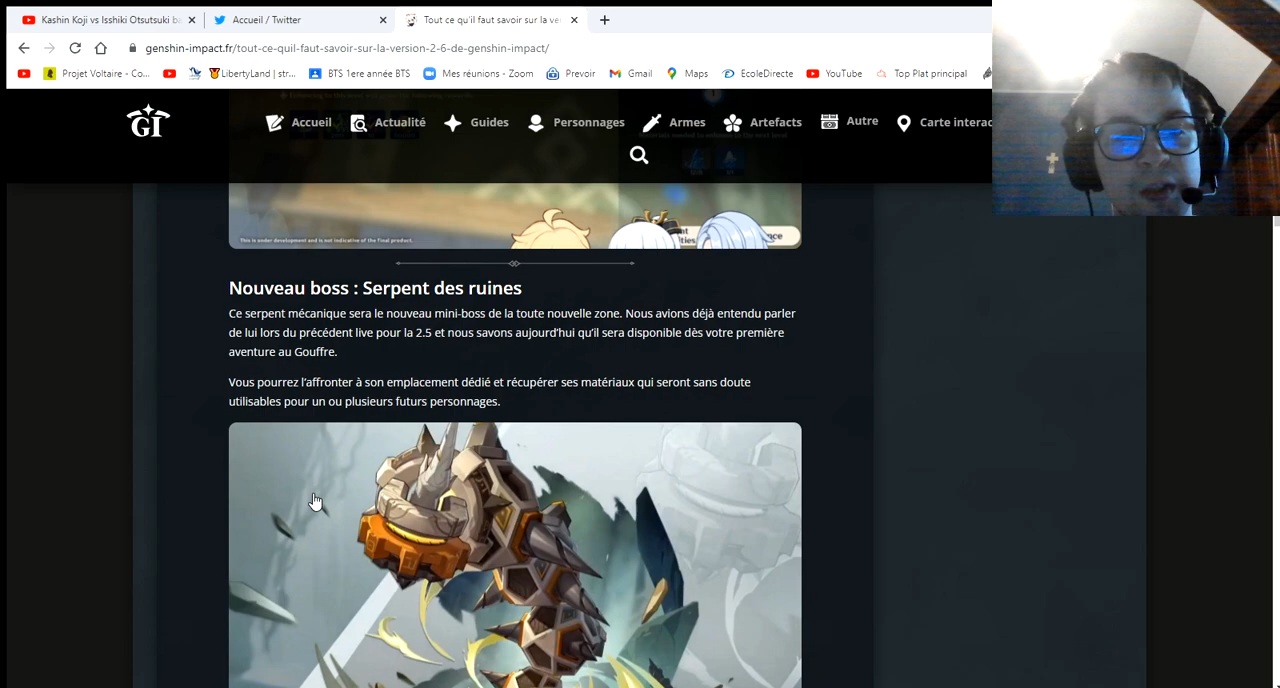 Kashin Koji vs Isshiki Otsutsuki ba
Accueil / Twitter
Tout ce qu'il faut savoir sur la ve
genshin-impact.fr/tout-ce-quil-faut-savoir-sur-la-version-2-6-de-genshin-impact/
Projet Voltaire - Co...
LibertyLand | str...
BTS 1ere année BTS
Mes réunions - Zoom
Prevoir
Gmail
Maps
EcoleDirecte
YouTube
Top Plat principal
GI
Accueil
Actualité
Guides
Personnages
Armes
Artefacts
Autre
Carte interac
This is under development and is not indicative of the final product.
Nouveau boss : Serpent des ruines
Ce serpent mécanique sera le nouveau mini-boss de la toute nouvelle zone. Nous avions déjà entendu parler
de lui lors du précédent live pour la 2.5 et nous savons aujourd'hui qu'il sera disponible dès votre première
aventure au Gouffre.
Vous pourrez l'affronter à son emplacement dédié et récupérer ses matériaux qui seront sans doute
utilisables pour un ou plusieurs futurs personnages.